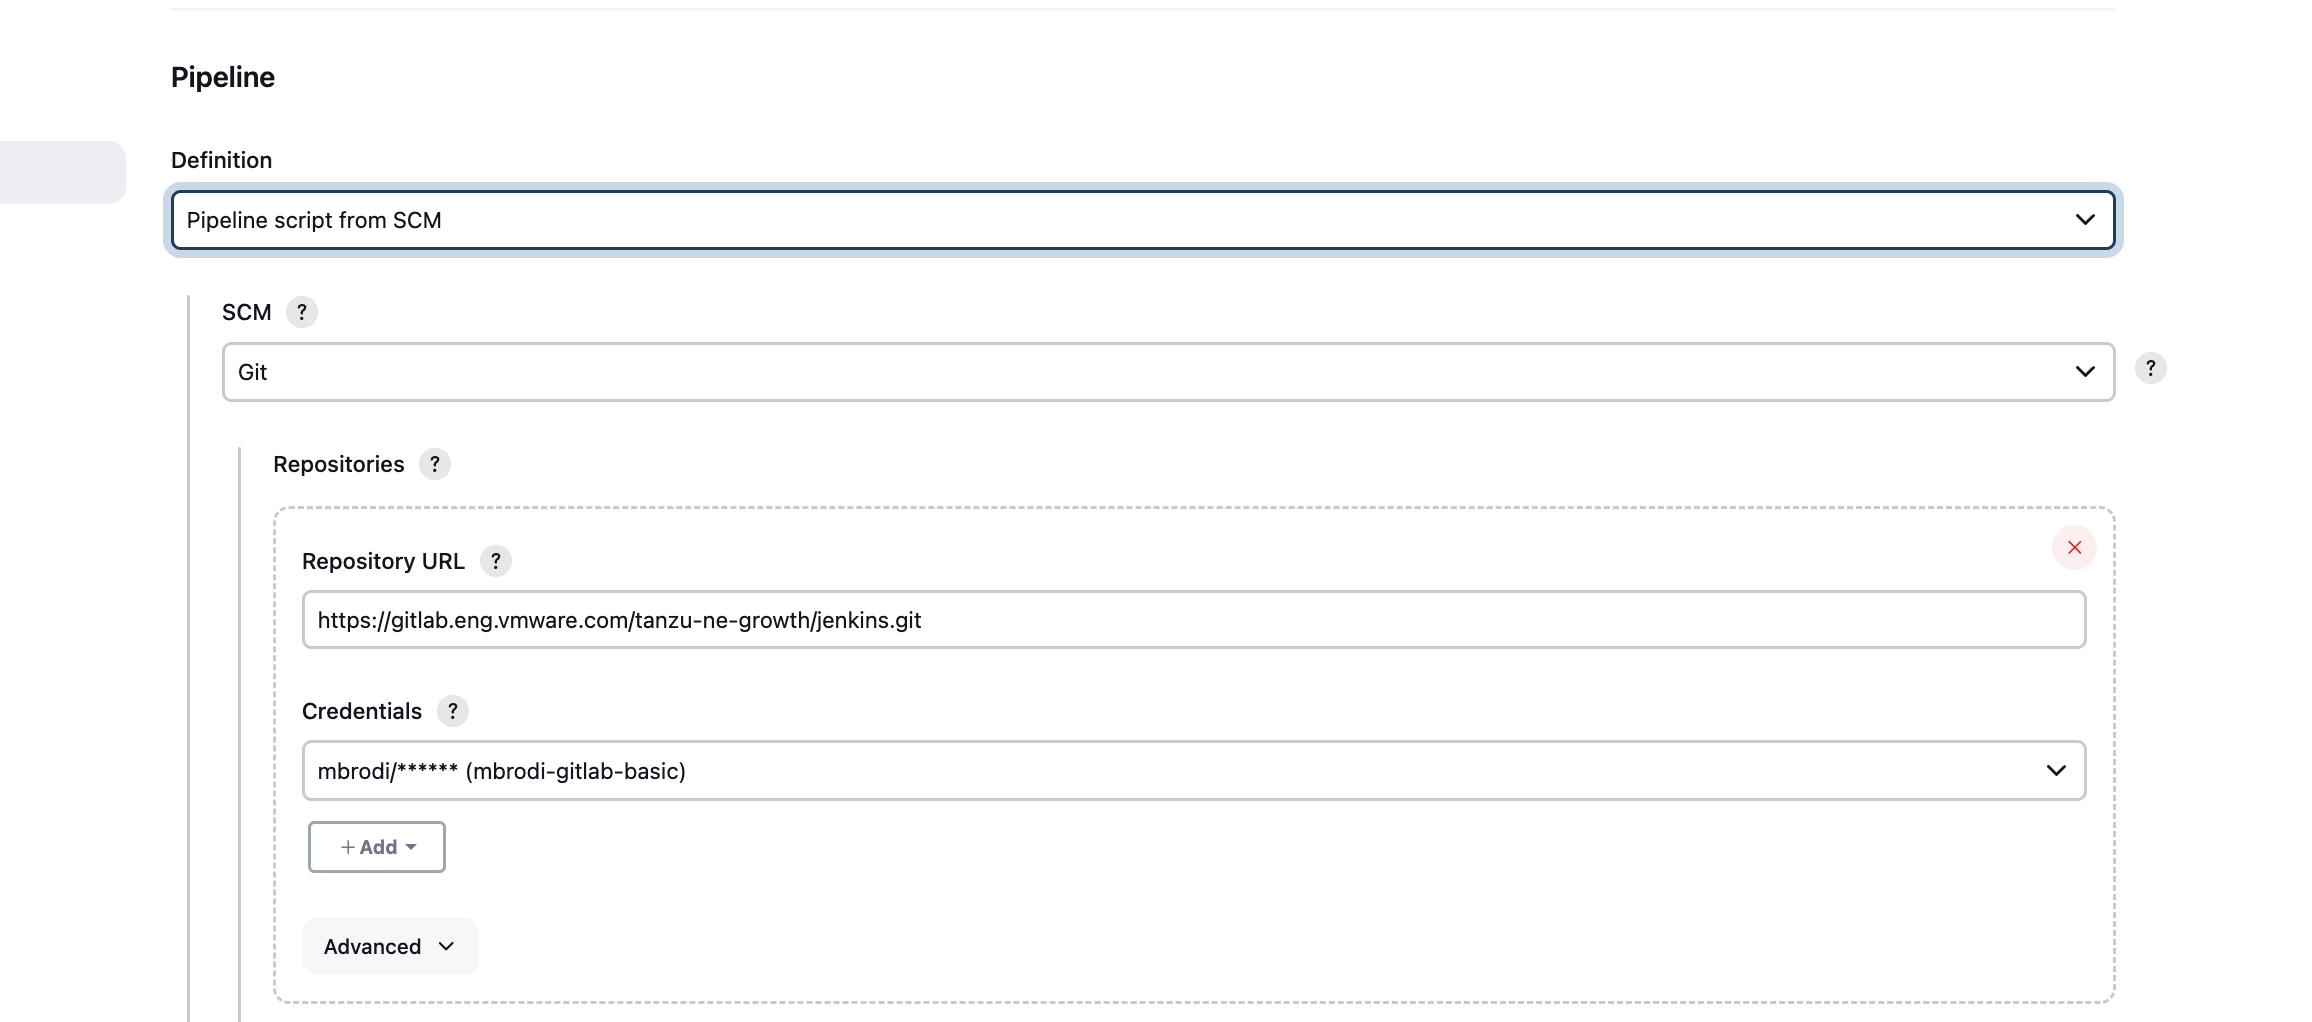 Pipeline
Definition
Pipeline script from SCM
SCM ?
Git
?
Repositories ?
Repository URL ?
https://gitlab.eng.vmware.com/tanzu-ne-growth/jenkins.git
Credentials ?
mbrodi/****** (mbrodi-gitlab-basic)
+ Add
Advanced